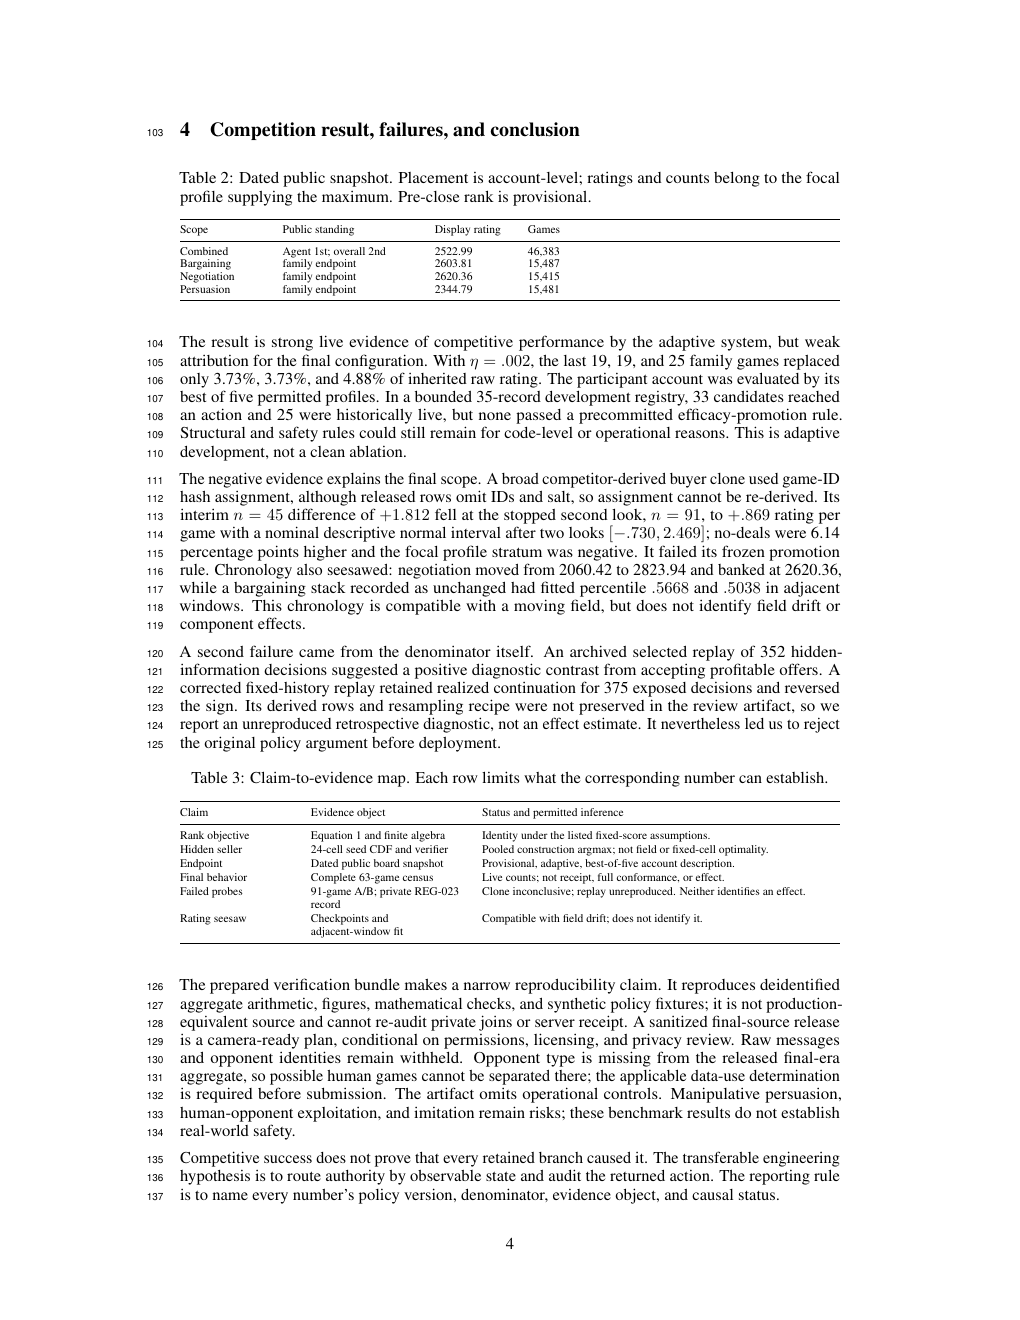 103 4 Competition result, failures, and conclusion
Table 2: Dated public snapshot. Placement is account-level; ratings and counts belong to the focal
profile supplying the maximum. Pre-close rank is provisional.
Scope Public standing Display rating Games
Combined Agent 1st; overall 2nd 2522.99 46,383
Bargaining family endpoint 2603.81 15,487
Negotiation family endpoint 2620.36 15,415
Persuasion family endpoint 2344.79 15,481
104 The result is strong live evidence of competitive performance by the adaptive system, but weak
105 attribution for the final configuration. With η = .002, the last 19, 19, and 25 family games replaced
106 only 3.73%, 3.73%, and 4.88% of inherited raw rating. The participant account was evaluated by its
107 best of five permitted profiles. In a bounded 35-record development registry, 33 candidates reached
108 an action and 25 were historically live, but none passed a precommitted efficacy-promotion rule.
109 Structural and safety rules could still remain for code-level or operational reasons. This is adaptive
110 development, not a clean ablation.
111 The negative evidence explains the final scope. A broad competitor-derived buyer clone used game-ID
112 hash assignment, although released rows omit IDs and salt, so assignment cannot be re-derived. Its
113 interim n = 45 difference of +1.812 fell at the stopped second look, n = 91, to +.869 rating per
114 game with a nominal descriptive normal interval after two looks [−.730, 2.469]; no-deals were 6.14
115 percentage points higher and the focal profile stratum was negative. It failed its frozen promotion
116 rule. Chronology also seesawed: negotiation moved from 2060.42 to 2823.94 and banked at 2620.36,
117 while a bargaining stack recorded as unchanged had fitted percentile .5668 and .5038 in adjacent
118 windows. This chronology is compatible with a moving field, but does not identify field drift or
119 component effects.
120 A second failure came from the denominator itself. An archived selected replay of 352 hidden-
121 information decisions suggested a positive diagnostic contrast from accepting profitable offers. A
122 corrected fixed-history replay retained realized continuation for 375 exposed decisions and reversed
123 the sign. Its derived rows and resampling recipe were not preserved in the review artifact, so we
124 report an unreproduced retrospective diagnostic, not an effect estimate. It nevertheless led us to reject
125 the original policy argument before deployment.
Table 3: Claim-to-evidence map. Each row limits what the corresponding number can establish.
Claim Evidence object Status and permitted inference
Rank objective Equation 1 and finite algebra Identity under the listed fixed-score assumptions.
Hidden seller 24-cell seed CDF and verifier Pooled construction argmax; not field or fixed-cell optimality.
Endpoint Dated public board snapshot Provisional, adaptive, best-of-five account description.
Final behavior Complete 63-game census Live counts; not receipt, full conformance, or effect.
Failed probes 91-game A/B; private REG-023 Clone inconclusive; replay unreproduced. Neither identifies an effect.
record
Rating seesaw Checkpoints and Compatible with field drift; does not identify it.
adjacent-window fit
126 The prepared verification bundle makes a narrow reproducibility claim. It reproduces deidentified
127 aggregate arithmetic, figures, mathematical checks, and synthetic policy fixtures; it is not production-
128 equivalent source and cannot re-audit private joins or server receipt. A sanitized final-source release
129 is a camera-ready plan, conditional on permissions, licensing, and privacy review. Raw messages
130 and opponent identities remain withheld. Opponent type is missing from the released final-era
131 aggregate, so possible human games cannot be separated there; the applicable data-use determination
132 is required before submission. The artifact omits operational controls. Manipulative persuasion,
133 human-opponent exploitation, and imitation remain risks; these benchmark results do not establish
134 real-world safety.
135 Competitive success does not prove that every retained branch caused it. The transferable engineering
136 hypothesis is to route authority by observable state and audit the returned action. The reporting rule
137 is to name every number's policy version, denominator, evidence object, and causal status.
4